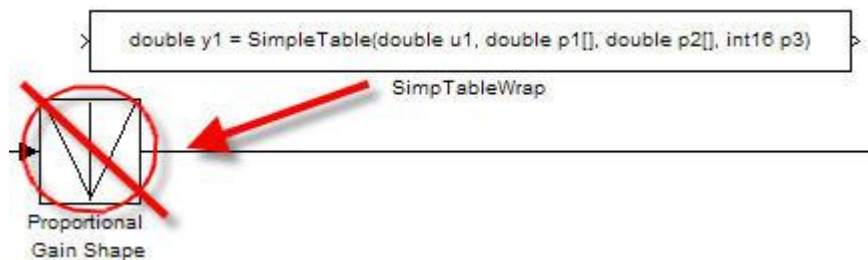 double y1 = SimpleTable(double u1, double p1[], double p2[], int16 p3)
SimpTableWrap
Proportional
Gain Shape